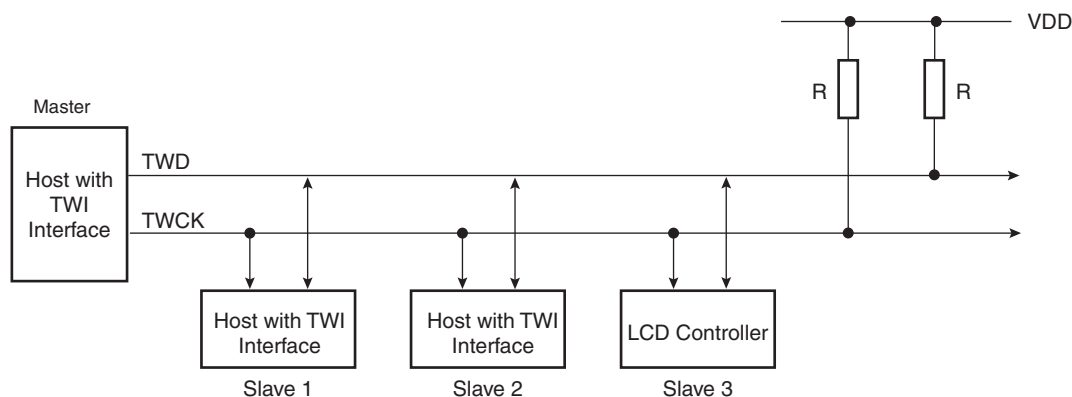 VDD
R
R
Master
Host with
TWI
Interface
TWD
TWCK
Host with TWI
Interface
Slave 1
Host with TWI
Interface
Slave 2
LCD Controller
Slave 3